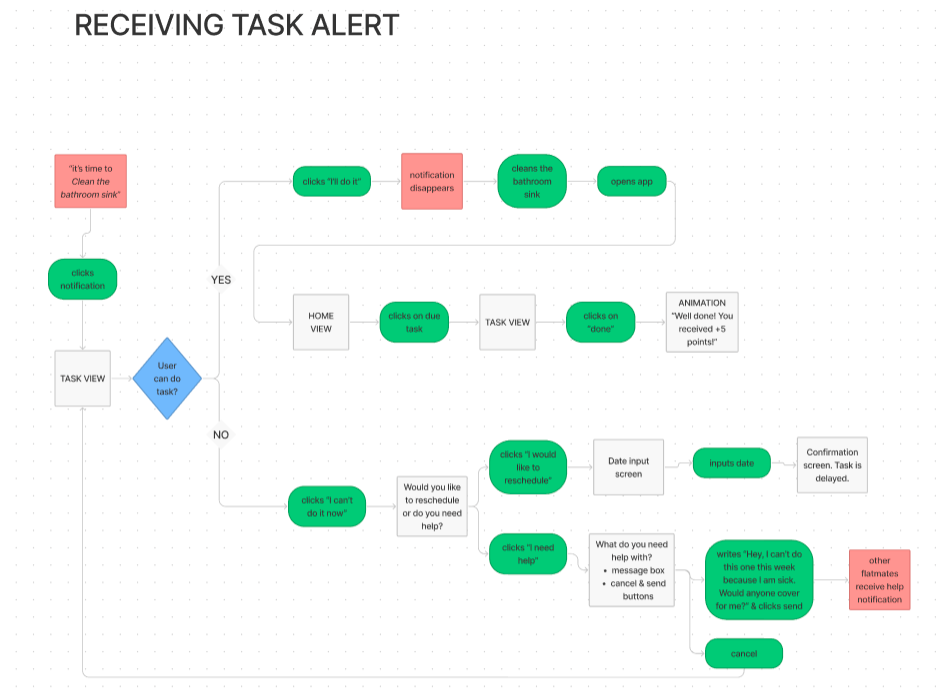 RECEIVING TASK ALERT
"it's time to
Clean the
bathroom sink"
clicks
notification
TASK VIEW
User
can do
task?
YES
clicks "I'll do it"
notification
disappears
cleans the
bathroom
sink
opens app
HOME
VIEW
clicks on due
task
TASK VIEW
clicks on
"done"
ANIMATION
"Well done! You
received +5
points!"
NO
clicks "I can't
do it now"
Would you like
to reschedule
or do you need
help?
clicks "I would
like to
reschedule"
Date input
screen
inputs date
Confirmation
screen. Task is
delayed.
clicks "I need
help"
What do you need
help with?
• message box
• cancel & send
buttons
writes "Hey, I can't do
this one this week
because I am sick.
Would anyone cover
for me?" & clicks send
other
flatmates
receive help
notification
cancel